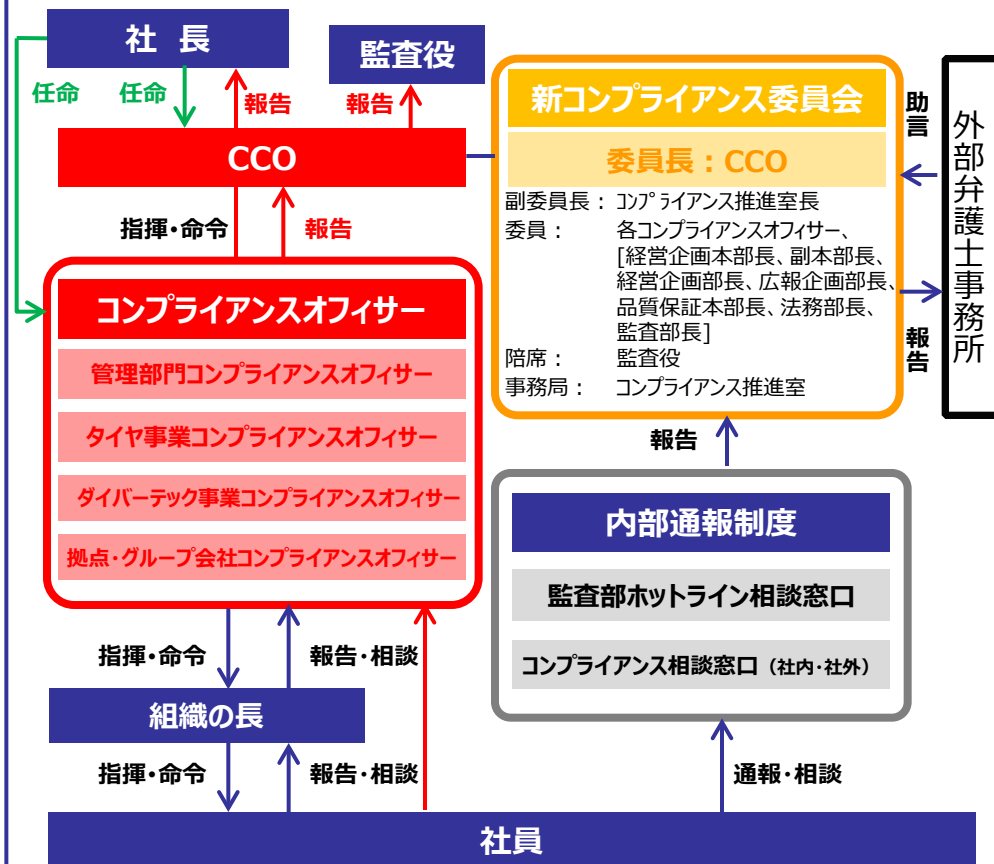 社 長
監査役
任命
任命
報告
報告
CCO
指揮・命令
報告
コンプライアンスオフィサー
管理部門コンプライアンスオフィサー
タイヤ事業コンプライアンスオフィサー
ダイバーテック事業コンプライアンスオフィサー
拠点・グループ会社コンプライアンスオフィサー
指揮・命令
報告・相談
組織の長
指揮・命令
報告・相談
新コンプライアンス委員会
委員長：CCO
副委員長： コンプライアンス推進室長
委員： 各コンプライアンスオフィサー、
[経営企画本部長、副本部長、
経営企画部長、広報企画部長、
品質保証本部長、法務部長、
監査部長]
陪席： 監査役
事務局： コンプライアンス推進室
助言
報告
外部弁護士事務所
報告
内部通報制度
監査部ホットライン相談窓口
コンプライアンス相談窓口（社内・社外）
通報・相談
社員